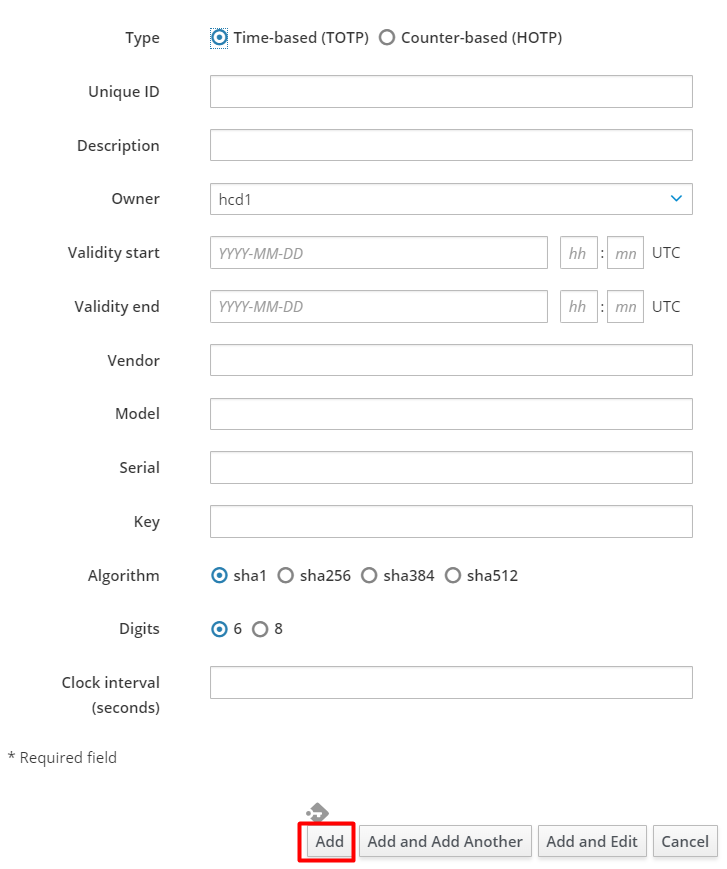 Type Time-based (TOTP) Counter-based (HOTP)
Unique ID
Description
Owner hcd1
Validity start YYYY-MM-DD hh : mn UTC
Validity end YYYY-MM-DD hh : mn UTC
Vendor
Model
Serial
Key
Algorithm sha1 sha256 sha384 sha512
Digits 6 8
Clock interval
(seconds)
* Required field
Add Add and Add Another Add and Edit Cancel